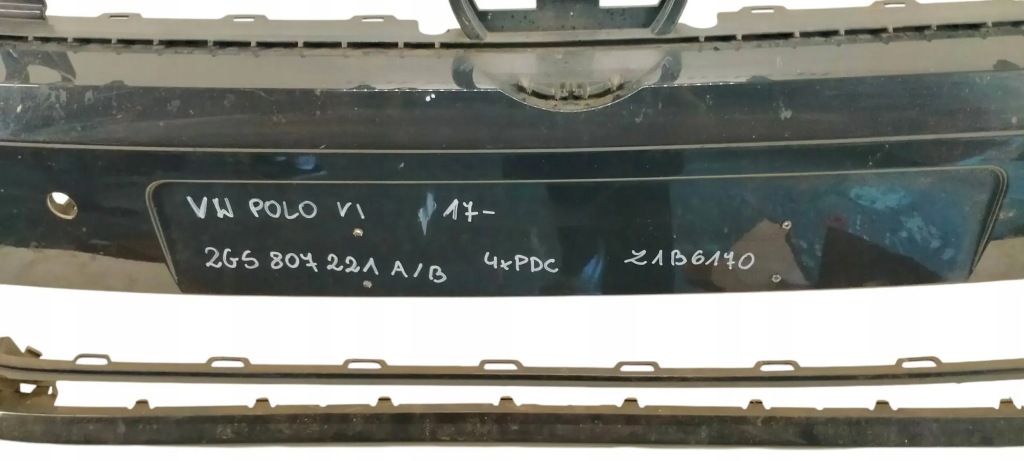 VW POLO VI 17-
2G5 807 221 A/B 4xPDC Z1B6170